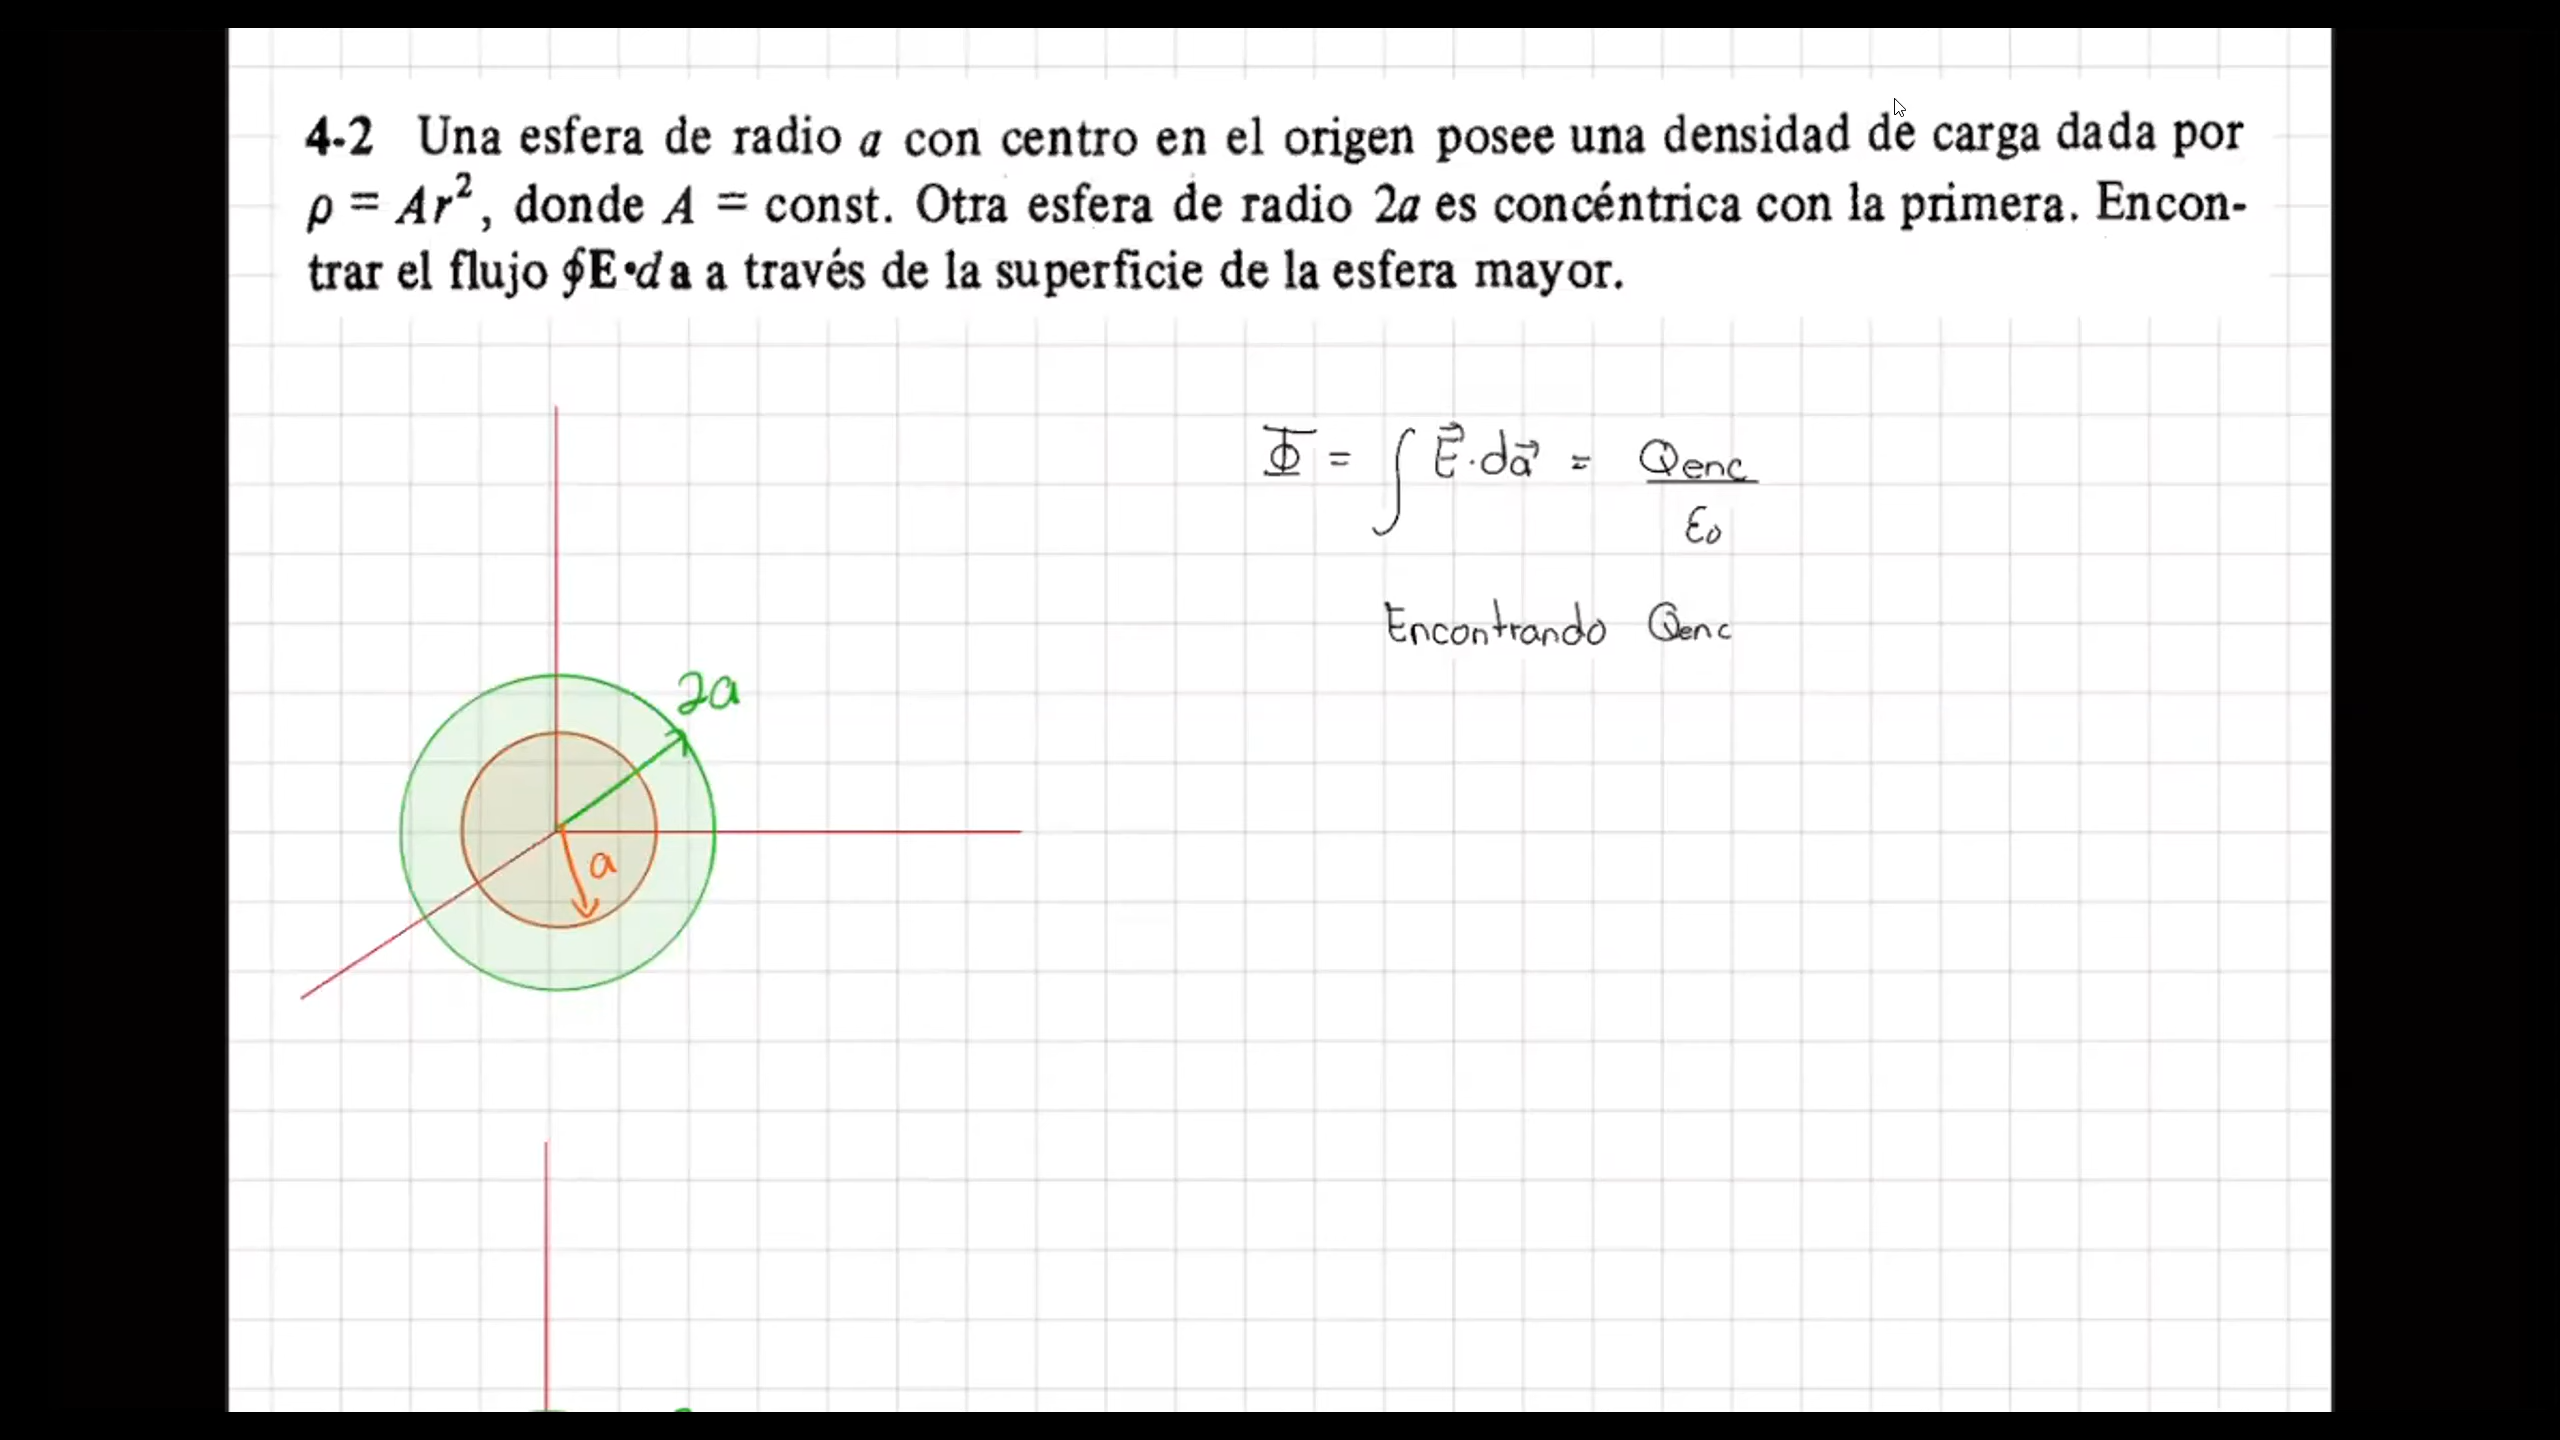 4-2 Una esfera de radio a con centro en el origen posee una densidad de carga dada por
ρ = Ar², donde A = const. Otra esfera de radio 2a es concéntrica con la primera. Encon-
trar el flujo ∮E•da a través de la superficie de la esfera mayor.
Φ = ∫ E⃗·da⃗ = Qenc / ε₀
Encontrando Qenc
2a
a